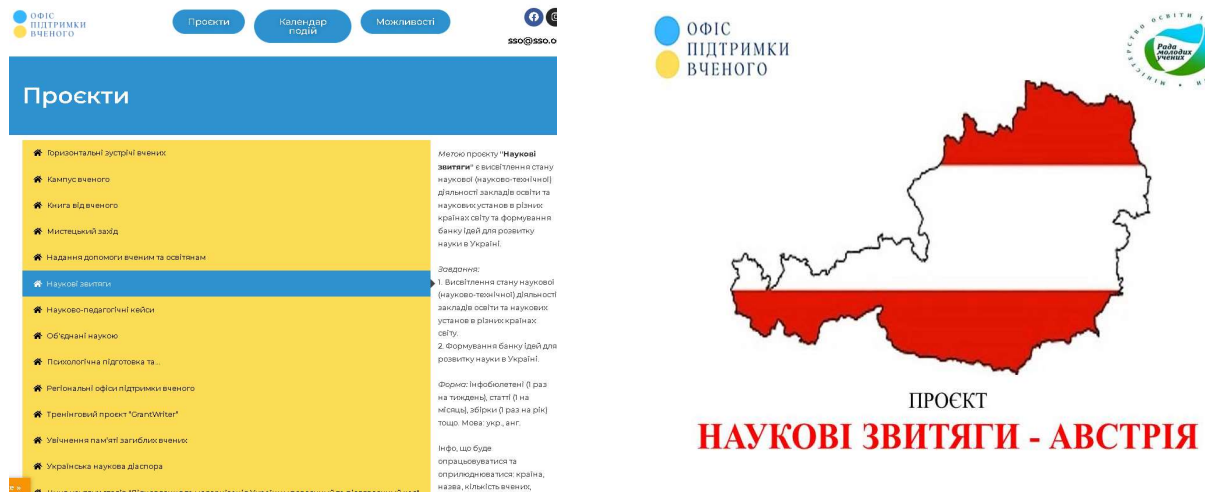 ОФІС
ПІДТРИМКИ
ВЧЕНОГО
Проєкти
Календар
подій
Можливості
sso@sso.o
Проєкти
Горизонтальні зустрічі вчених
Кампус вченого
Книга від вченого
Мистецький захід
Надання допомоги вченим та освітянам
Наукові звитяги
Науково-педагогічні кейси
Об'єднані наукою
Психологічна підготовка та...
Регіональні офіси підтримки вченого
Тренінговий проєкт "GrantWriter"
Увічнення пам'яті загиблих вчених
Українська наукова діаспора
Метою проєкту "Наукові
звитяги" є висвітлення стану
наукової (науково-технічної)
діяльності закладів освіти та
наукових установ в різних
країнах світу та формування
банку ідей для розвитку
науки в Україні.
Завдання:
1. Висвітлення стану наукової
(науково-технічної) діяльності
закладів освіти та наукових
установ в різних країнах
світу.
2. Формування банку ідей для
розвитку науки в Україні.
Форма: інфобюлетені (1 раз
на тиждень), статті (1 на
місяць), збірки (1 раз на рік)
тощо. Мова: укр., анг.
Інфо, що буде
опрацьовуватися та
оприлюднюватися: країна,
назва, кількість вчених,
ОФІС
ПІДТРИМКИ
ВЧЕНОГО
Рада
молодих
учених
ПРОЄКТ
НАУКОВІ ЗВИТЯГИ - АВСТРІЯ